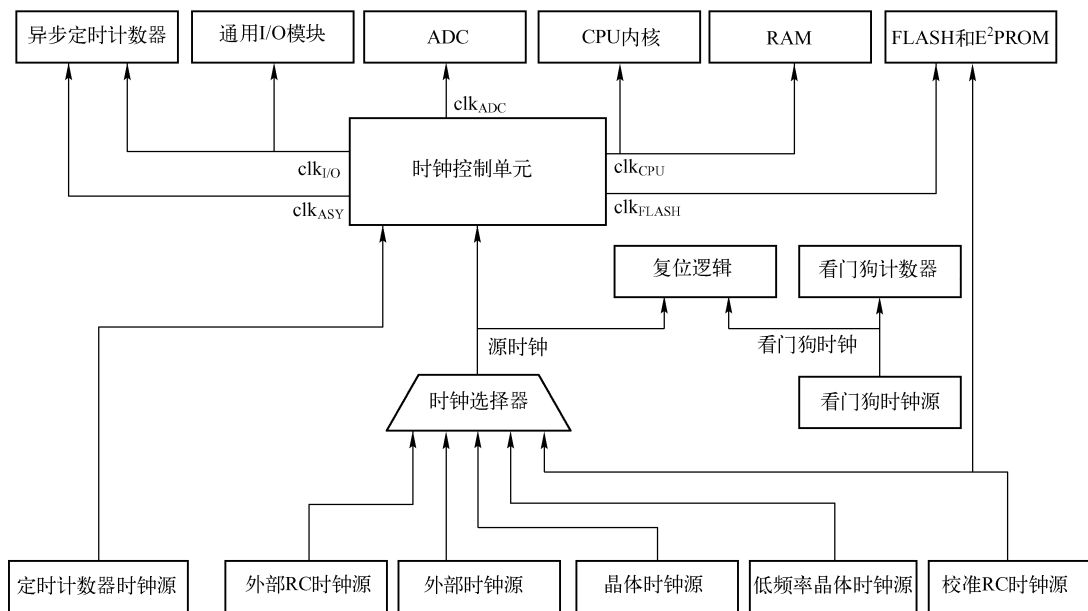 异步定时计数器
通用I/O模块
ADC
CPU内核
RAM
FLASH和E²PROM
clk_ADC
时钟控制单元
clk_I/O
clk_CPU
clk_ASY
clk_FLASH
复位逻辑
看门狗计数器
源时钟
看门狗时钟
时钟选择器
看门狗时钟源
定时计数器时钟源
外部RC时钟源
外部时钟源
晶体时钟源
低频率晶体时钟源
校准RC时钟源